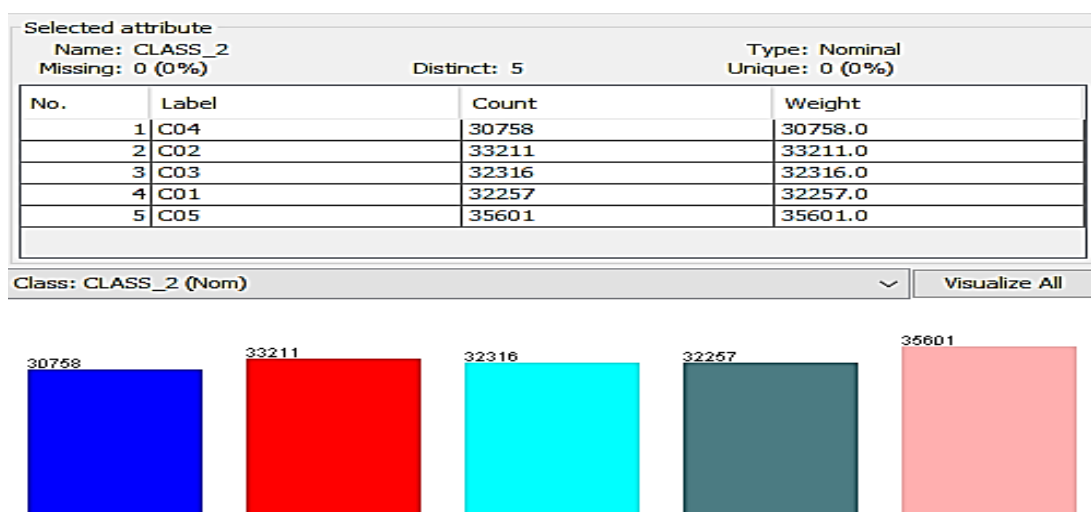 Selected attribute
Name: CLASS_2 Type: Nominal
Missing: 0 (0%) Distinct: 5 Unique: 0 (0%)
No. Label Count Weight
1 C04 30758 30758.0
2 C02 33211 33211.0
3 C03 32316 32316.0
4 C01 32257 32257.0
5 C05 35601 35601.0
Class: CLASS_2 (Nom) Visualize All
30758 33211 32316 32257 35601